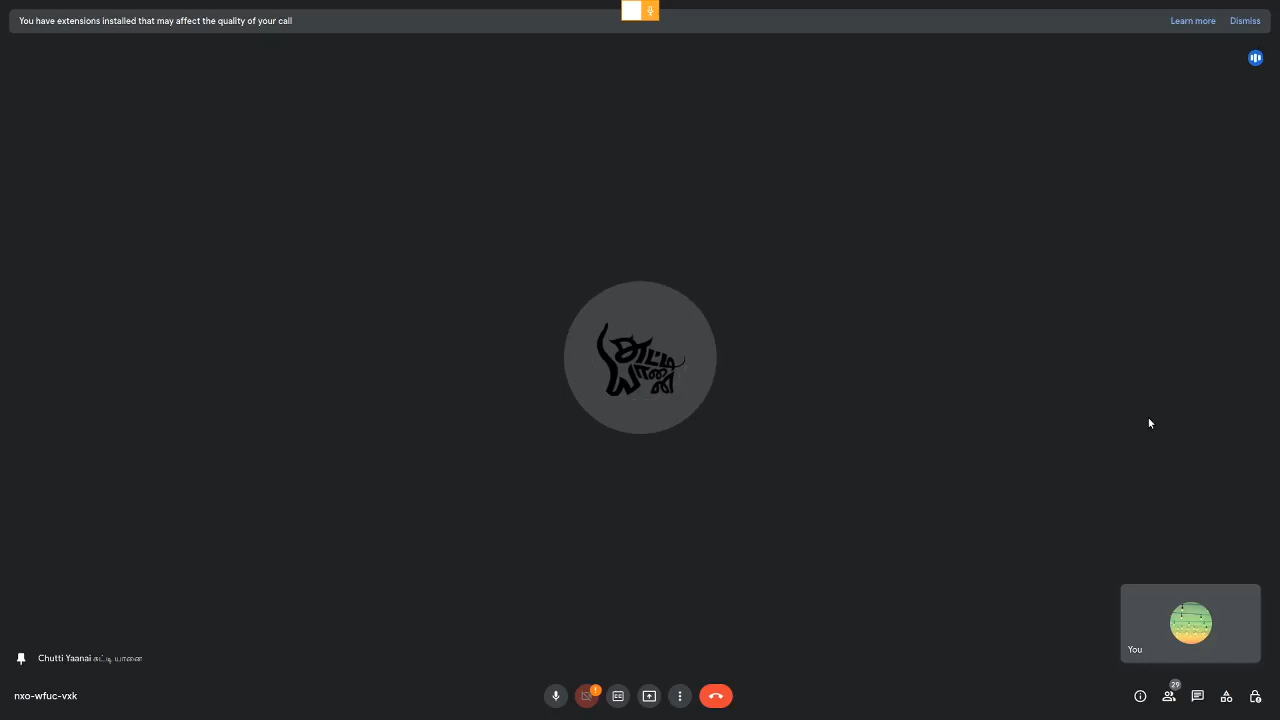 You have extensions installed that may affect the quality of your call
Learn more
Dismiss
சுட்டி
யானை
You
Chutti Yaanai சுட்டி யானை
nxo-wfuc-vxk
29